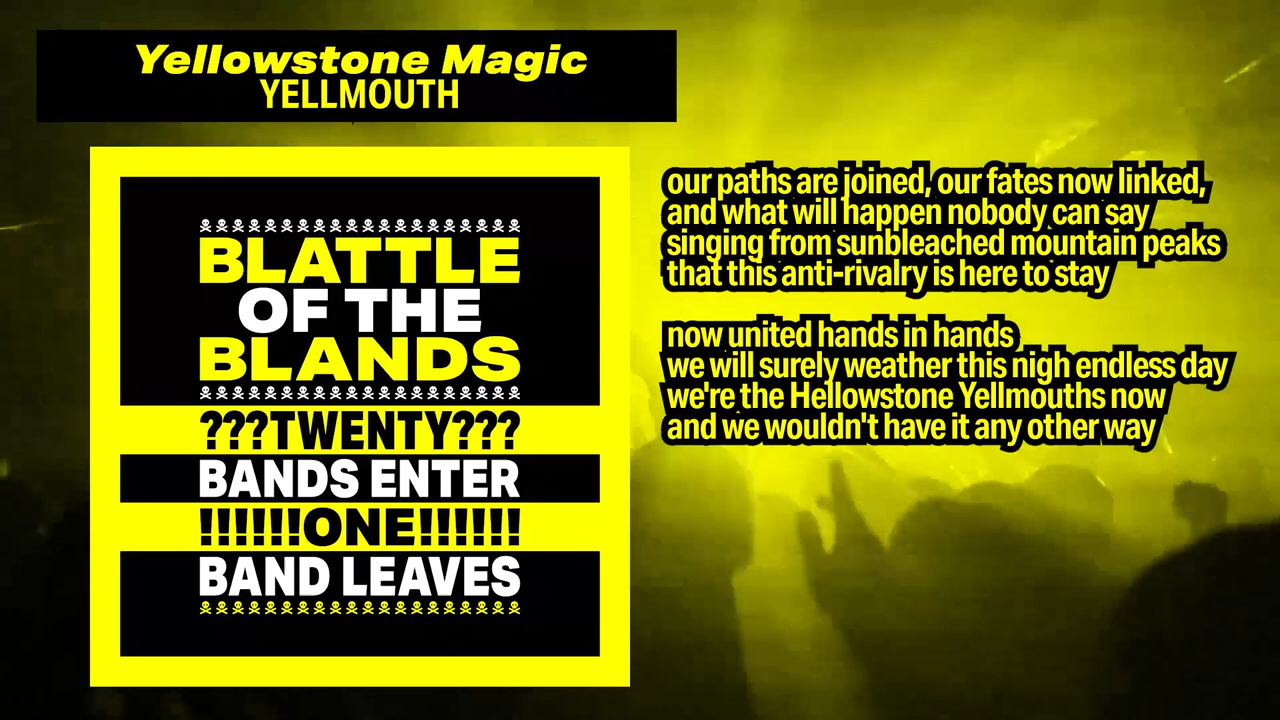 Yellowstone Magic
YELLMOUTH
BLATTLE
OF THE
BLANDS
???TWENTY???
BANDS ENTER
!!!!!!ONE!!!!!!
BAND LEAVES
our paths are joined, our fates now linked,
and what will happen nobody can say
singing from sunbleached mountain peaks
that this anti-rivalry is here to stay
now united hands in hands
we will surely weather this nigh endless day
we're the Hellowstone Yellmouths now
and we wouldn't have it any other way